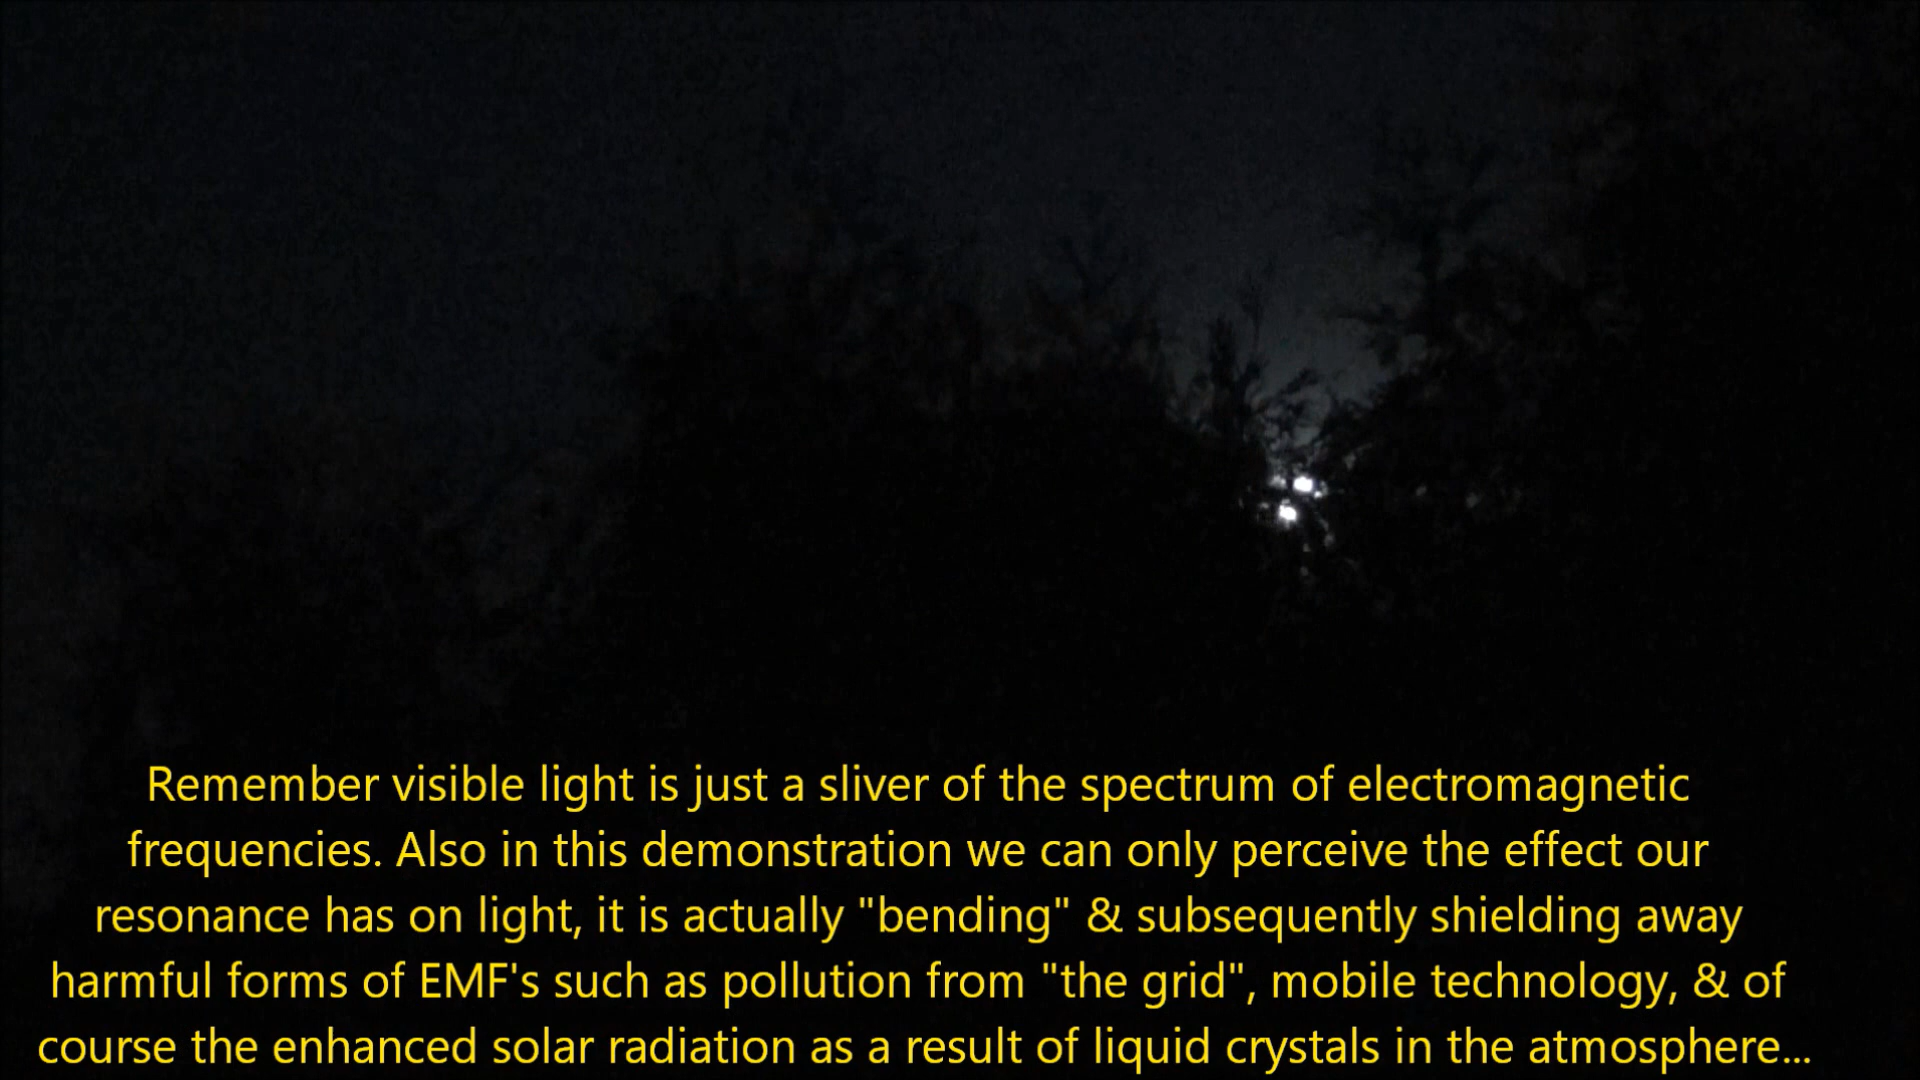 Remember visible light is just a sliver of the spectrum of electromagnetic
frequencies. Also in this demonstration we can only perceive the effect our
resonance has on light, it is actually "bending" & subsequently shielding away
harmful forms of EMF's such as pollution from "the grid", mobile technology, & of
course the enhanced solar radiation as a result of liquid crystals in the atmosphere...